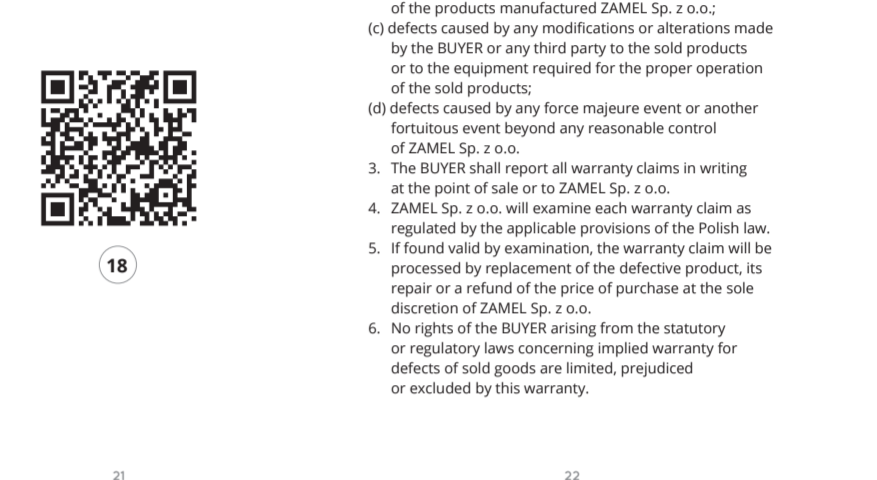 18
21
of the products manufactured ZAMEL Sp. z o.o.;
(c) defects caused by any modifications or alterations made
by the BUYER or any third party to the sold products
or to the equipment required for the proper operation
of the sold products;
(d) defects caused by any force majeure event or another
fortuitous event beyond any reasonable control
of ZAMEL Sp. z o.o.
3. The BUYER shall report all warranty claims in writing
at the point of sale or to ZAMEL Sp. z o.o.
4. ZAMEL Sp. z o.o. will examine each warranty claim as
regulated by the applicable provisions of the Polish law.
5. If found valid by examination, the warranty claim will be
processed by replacement of the defective product, its
repair or a refund of the price of purchase at the sole
discretion of ZAMEL Sp. z o.o.
6. No rights of the BUYER arising from the statutory
or regulatory laws concerning implied warranty for
defects of sold goods are limited, prejudiced
or excluded by this warranty.
22